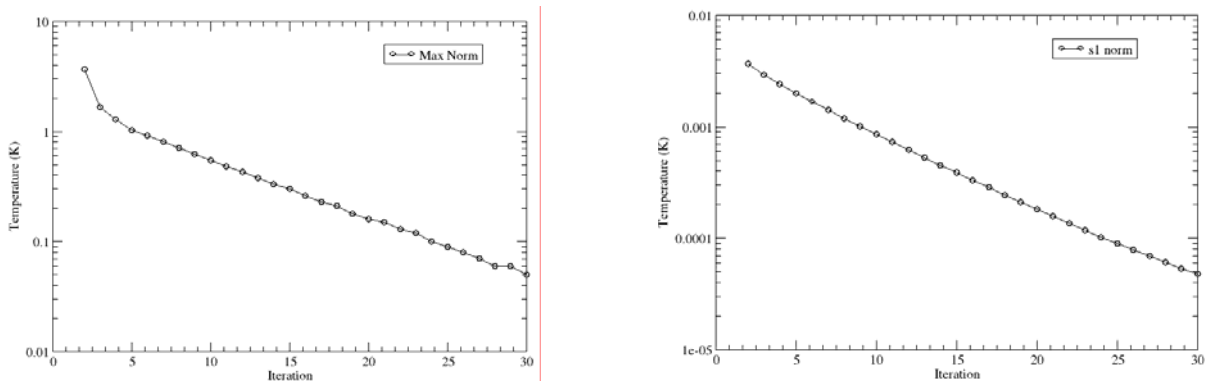 10
1
0.1
0.01
Temperature (K)
Max Norm
0 5 10 15 20 25 30
Iteration
0.01
0.001
0.0001
1e-05
Temperature (K)
s1 norm
0 5 10 15 20 25 30
Iteration